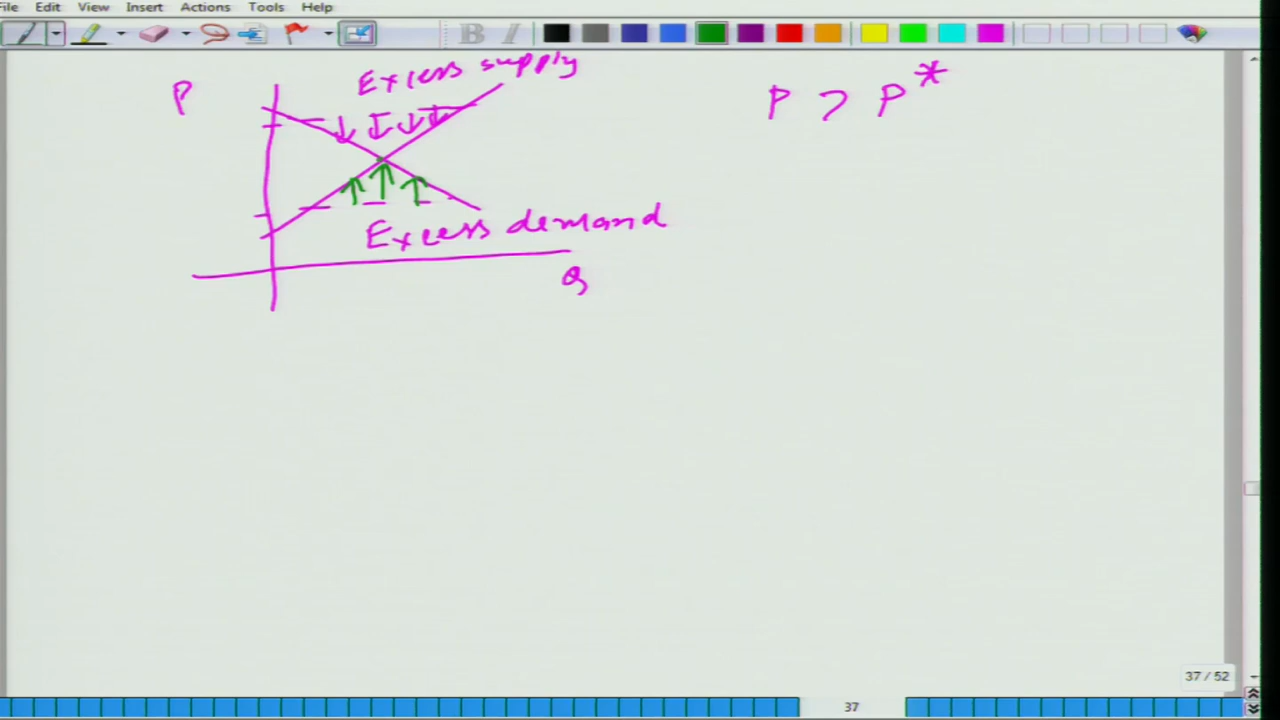 File Edit View Insert Actions Tools Help
B I
P
Excess supply
P > P*
Excess demand
Q
37 / 52
37